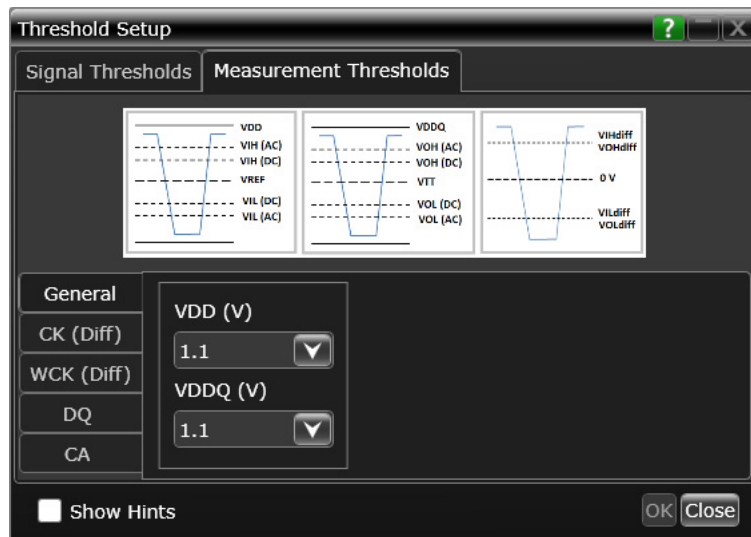 Threshold Setup
?
X
Signal Thresholds
Measurement Thresholds
VDD
VIH (AC)
VIH (DC)
VREF
VIL (DC)
VIL (AC)
VDDQ
VOH (AC)
VOH (DC)
VTT
VOL (DC)
VOL (AC)
VIHdiff
VOHdiff
0 V
VILdiff
VOLdiff
General
CK (Diff)
WCK (Diff)
DQ
CA
VDD (V)
1.1
VDDQ (V)
1.1
Show Hints
OK
Close